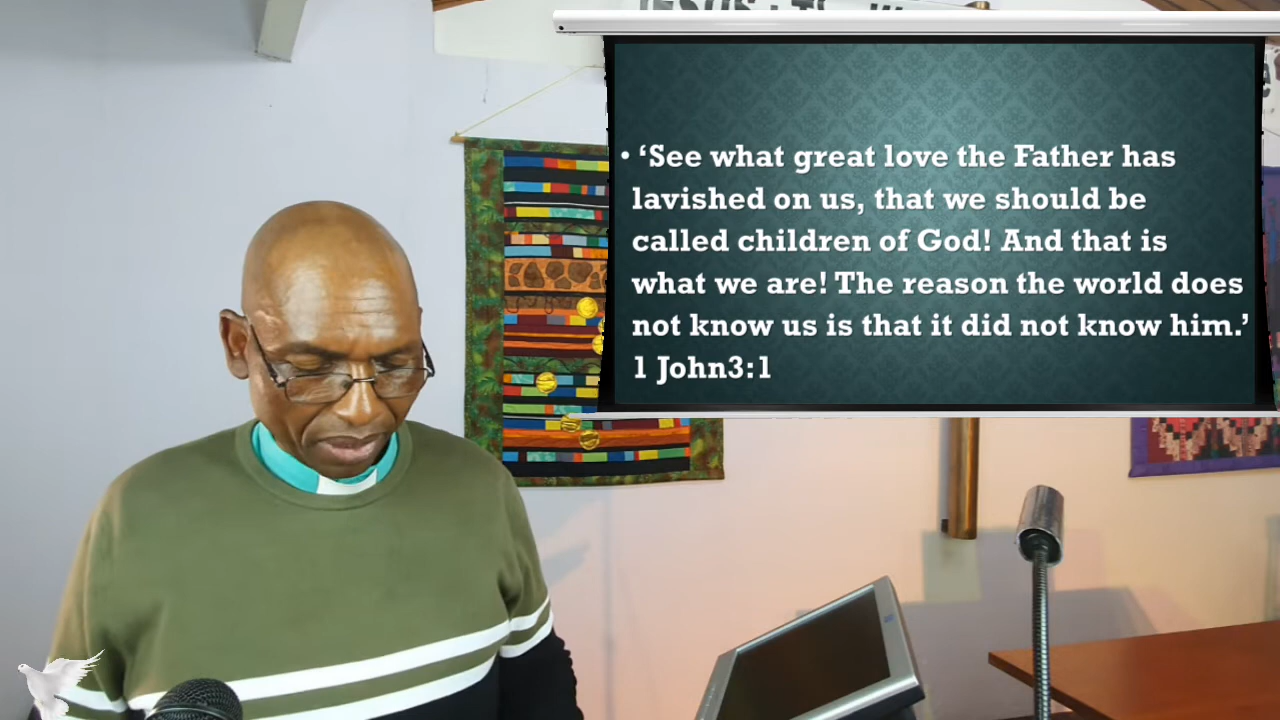 JESUS : The
• ‘See what great love the Father has
lavished on us, that we should be
called children of God! And that is
what we are! The reason the world does
not know us is that it did not know him.’
1 John3:1